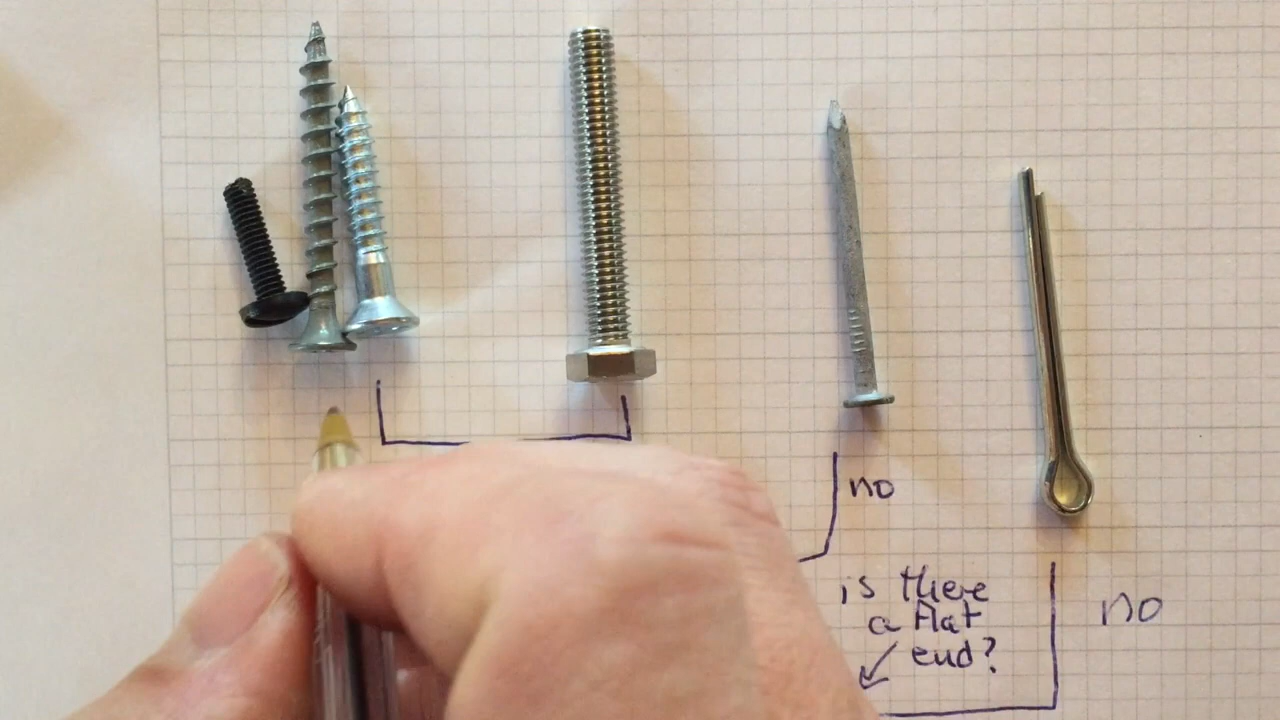 no
is there
a flat
end?
no